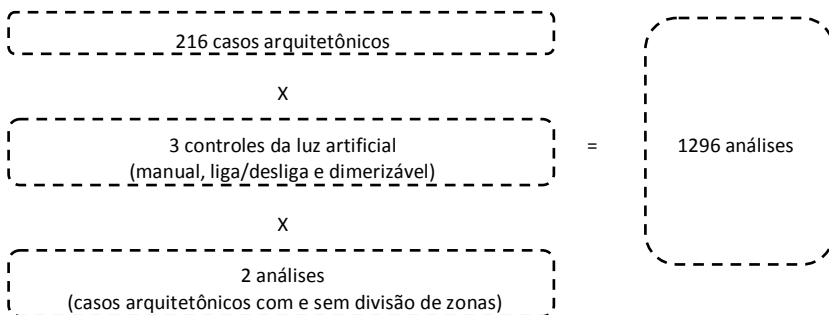 216 casos arquitetônicos
X
3 controles da luz artificial
(manual, liga/desliga e dimerizável)
=
1296 análises
X
2 análises
(casos arquitetônicos com e sem divisão de zonas)